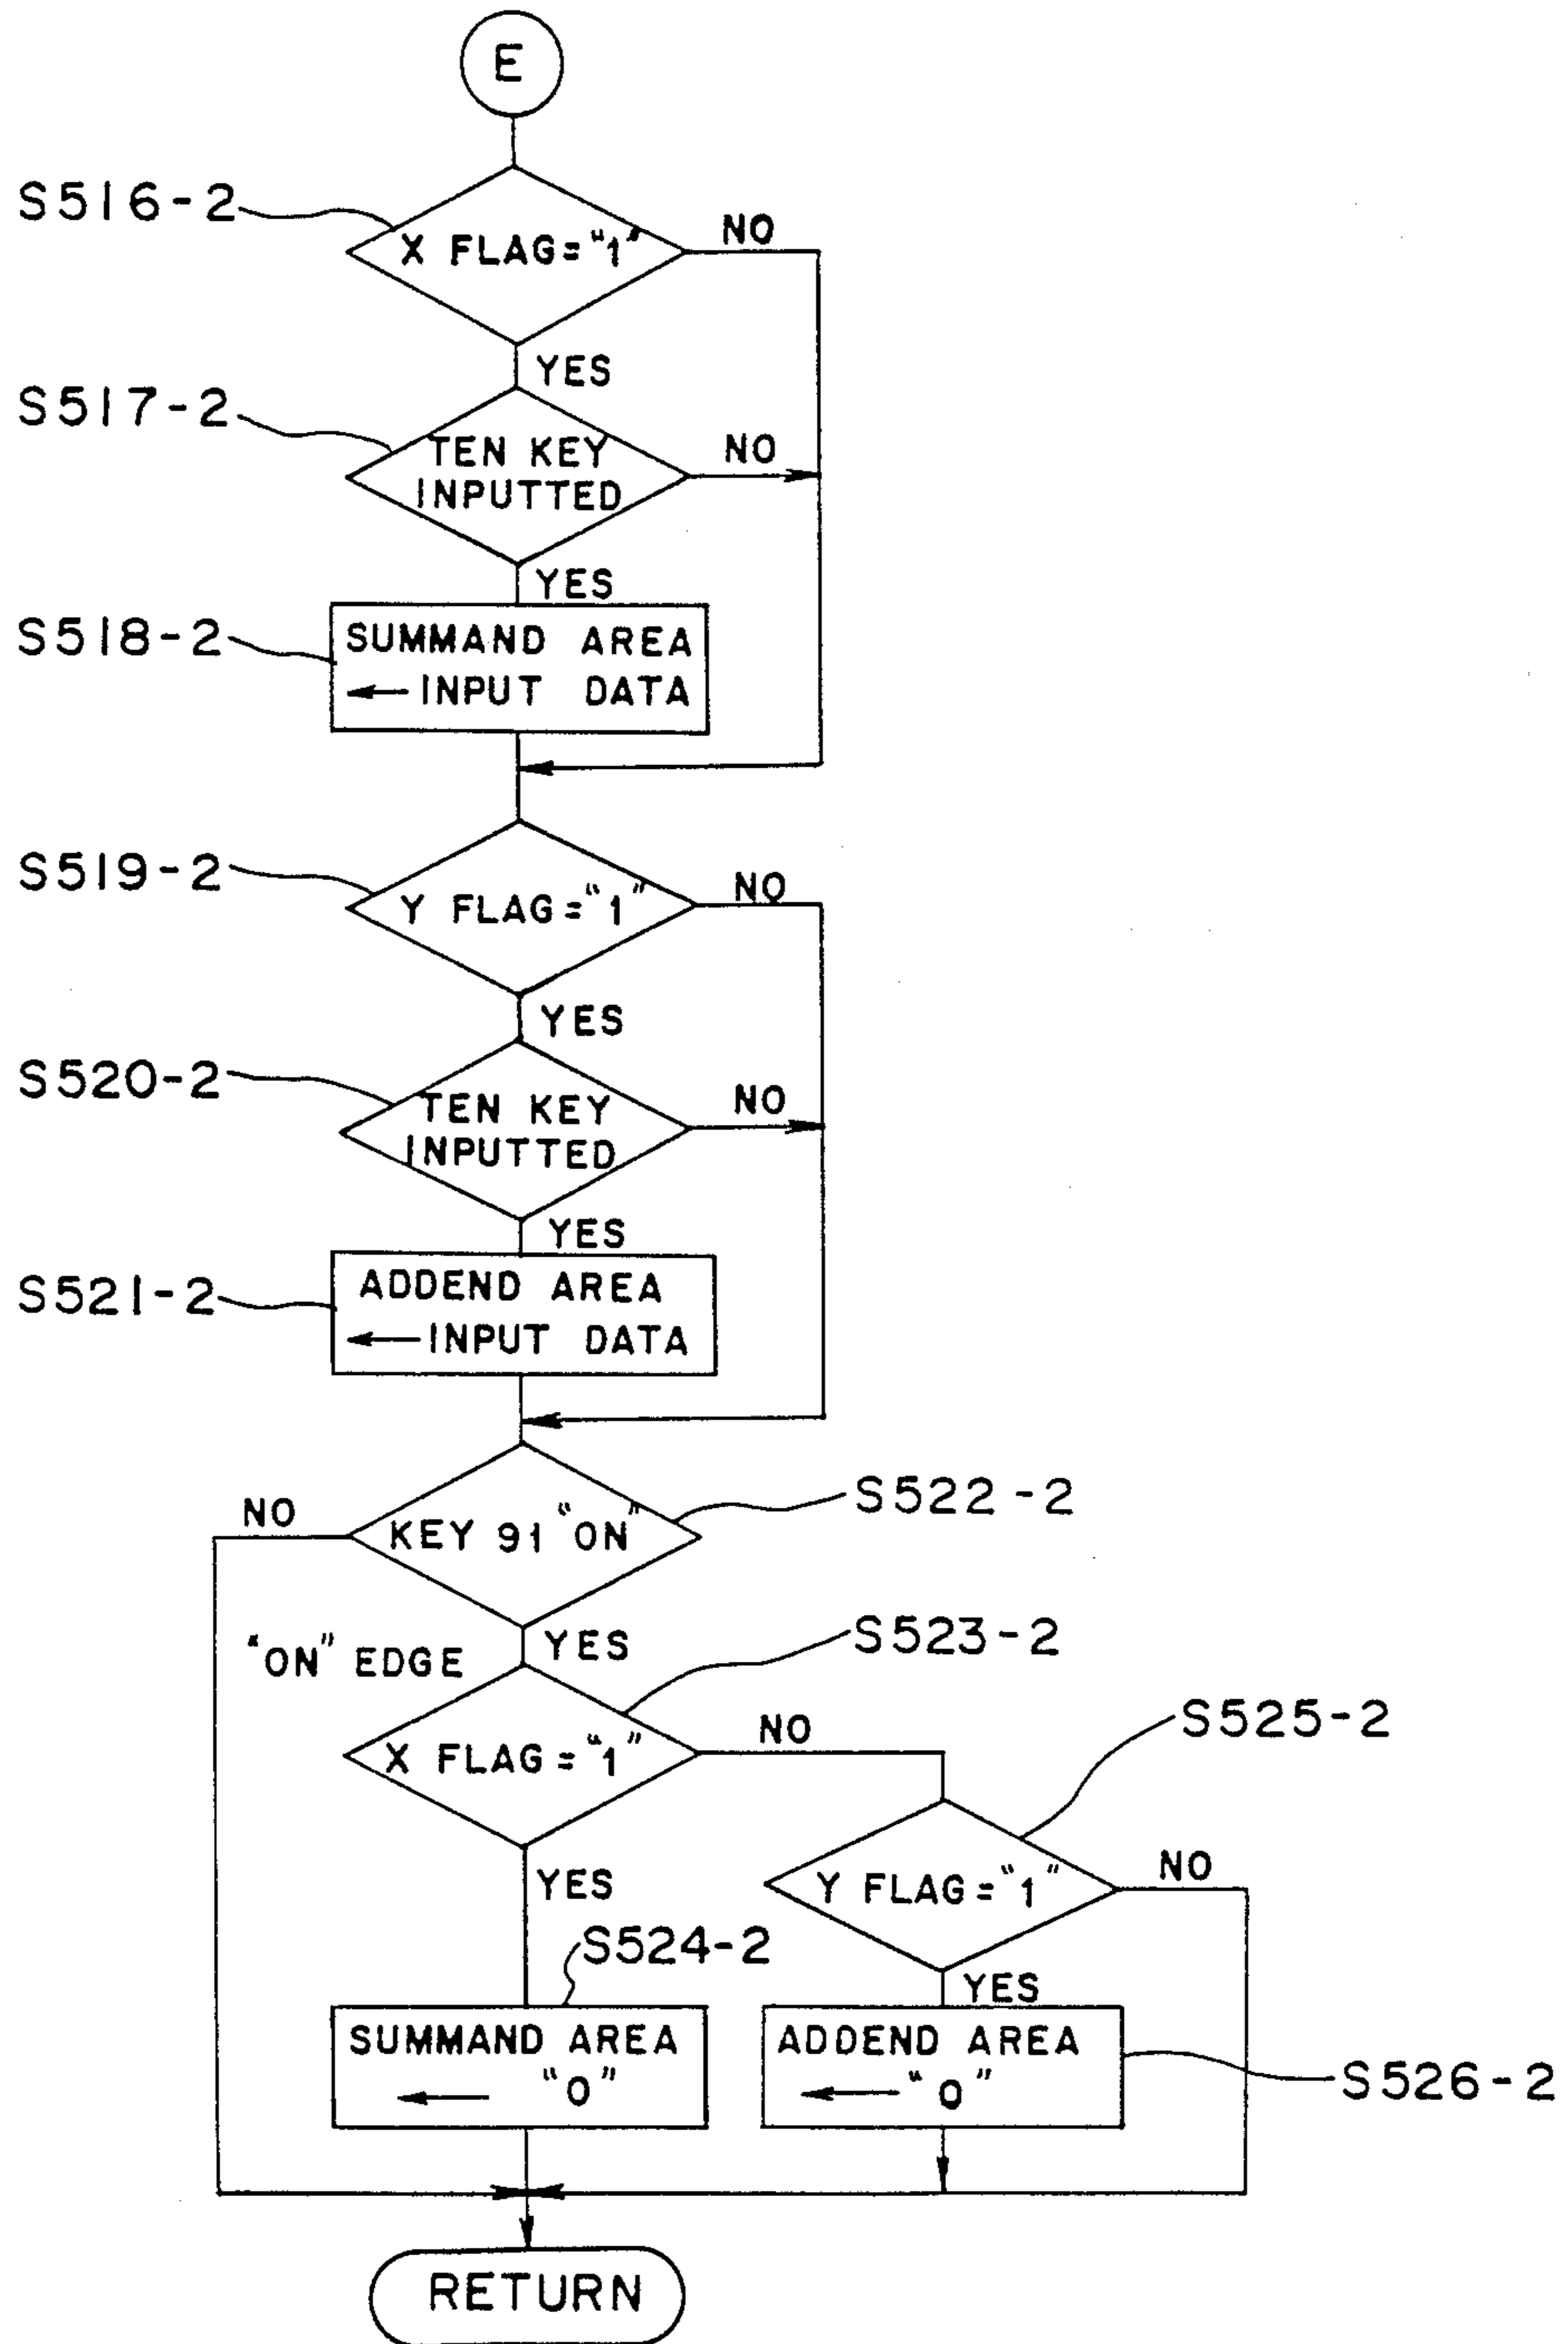 E
S516-2
X FLAG="1"
NO
YES
S517-2
TEN KEY
INPUTTED
NO
YES
S518-2
SUMMAND AREA
← INPUT DATA
S519-2
Y FLAG="1"
NO
YES
S520-2
TEN KEY
INPUTTED
NO
YES
S521-2
ADDEND AREA
← INPUT DATA
S522-2
KEY 91 "ON"
NO
YES
"ON" EDGE
S523-2
X FLAG="1"
NO
YES
S525-2
Y FLAG="1"
NO
YES
S524-2
SUMMAND AREA
← "0"
ADDEND AREA
← "0"
S526-2
RETURN